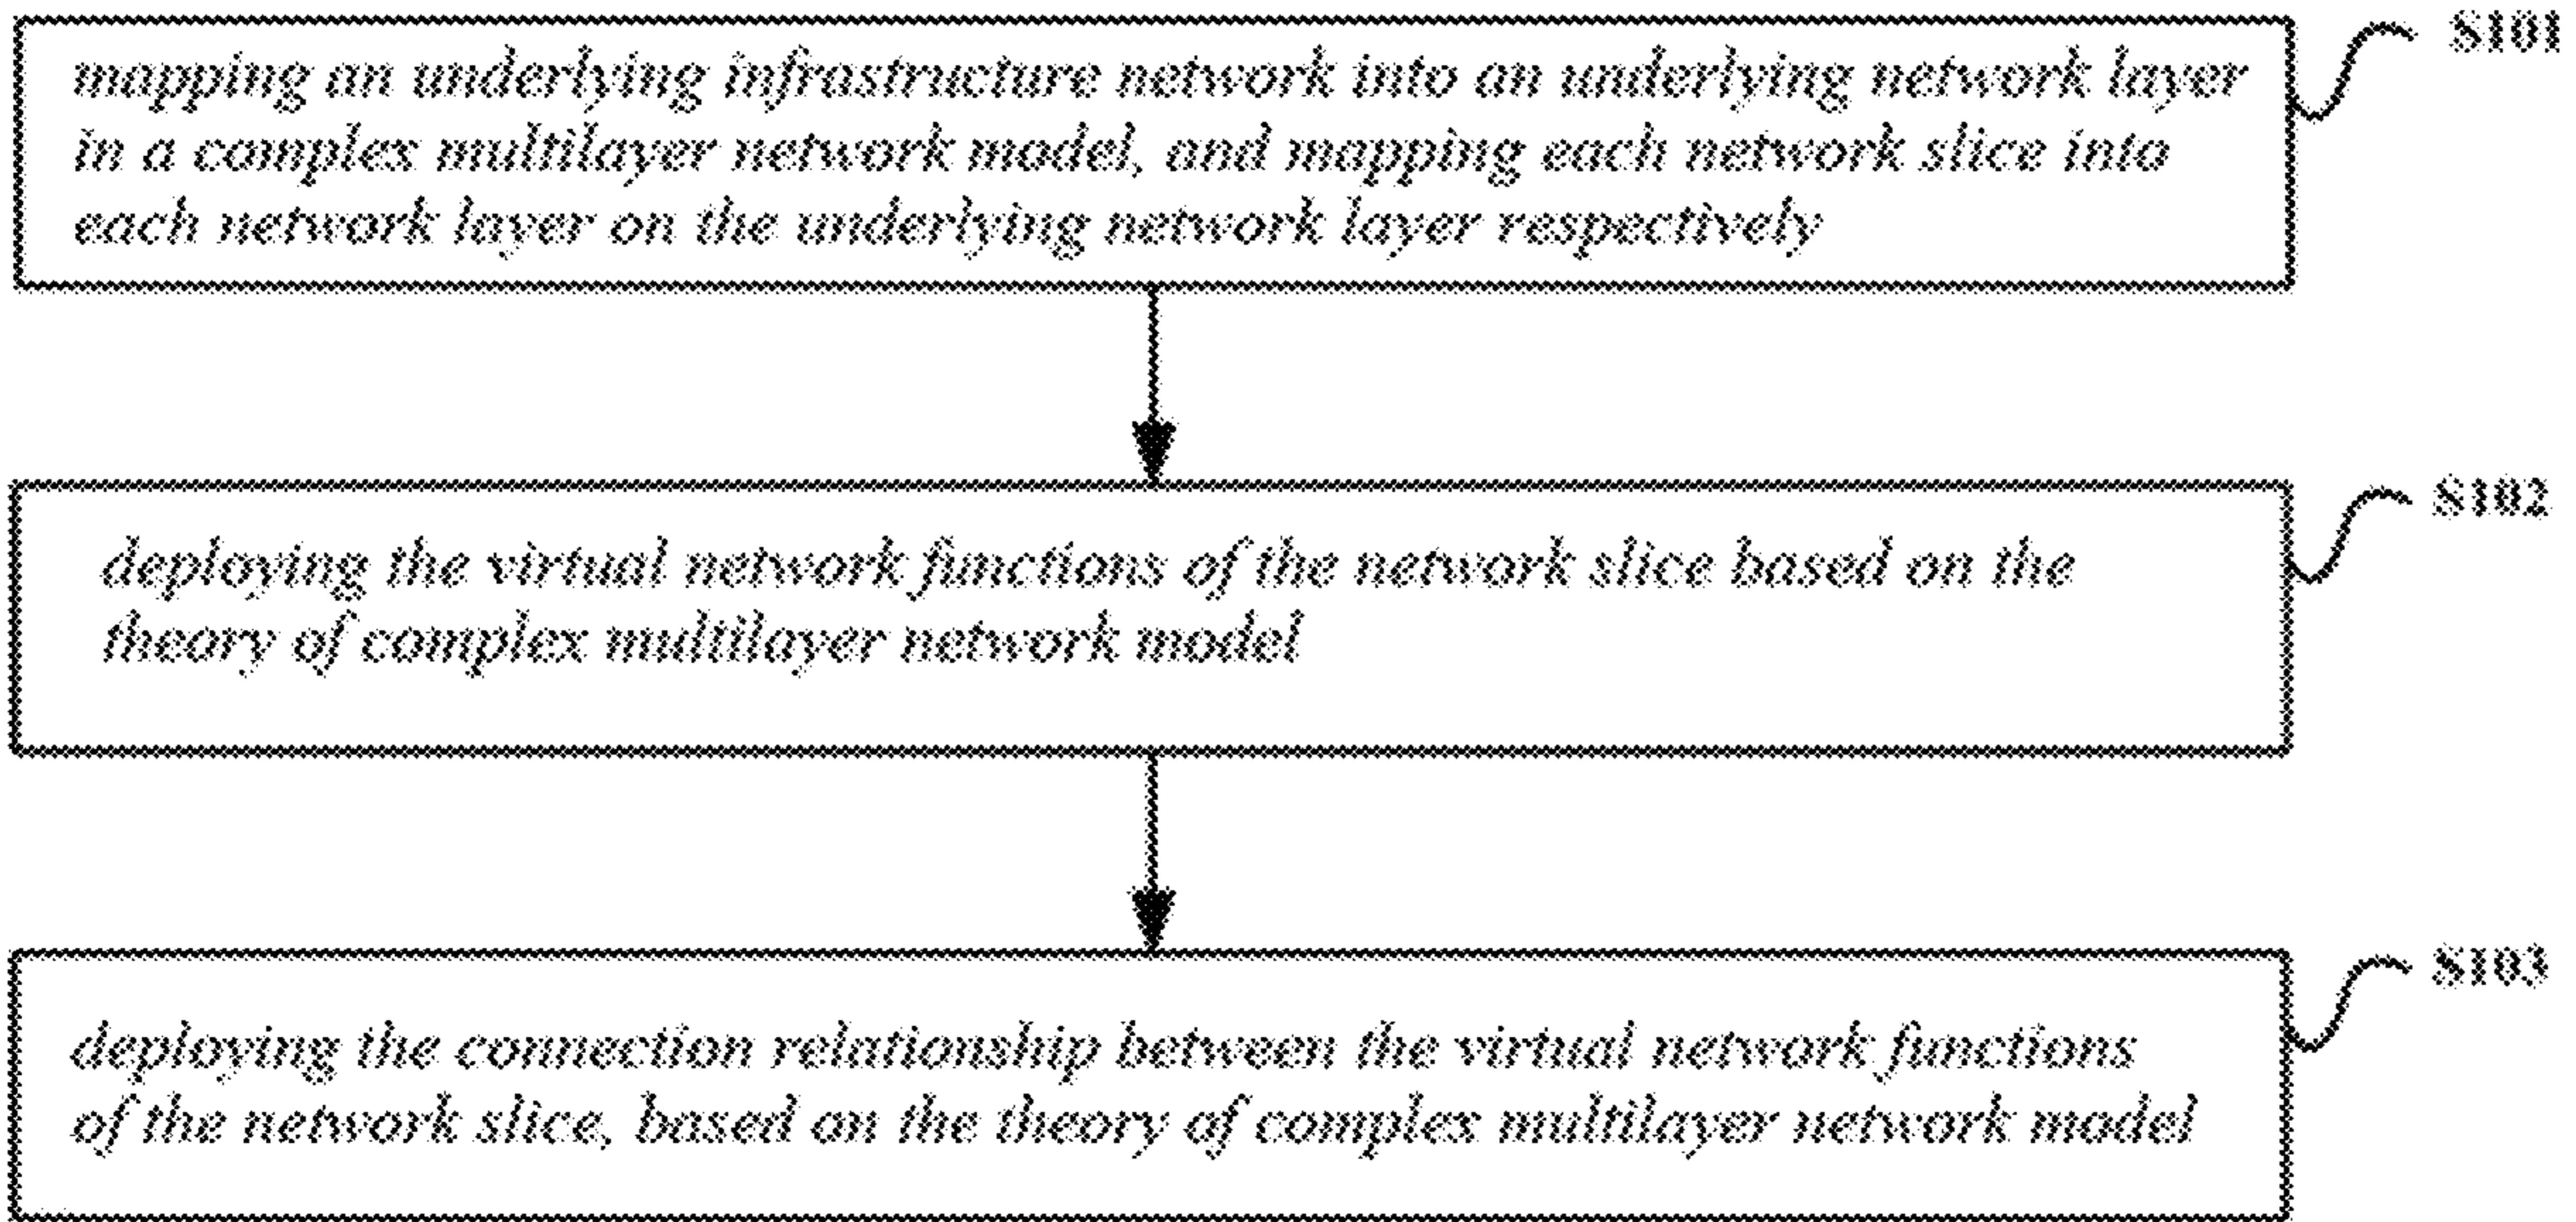 S101
mapping an underlying infrastructure network into an underlying network layer
in a complex multilayer network model, and mapping each network slice into
each network layer on the underlying network layer respectively
S102
deploying the virtual network functions of the network slice based on the
theory of complex multilayer network model
S103
deploying the connection relationship between the virtual network functions
of the network slice, based on the theory of complex multilayer network model